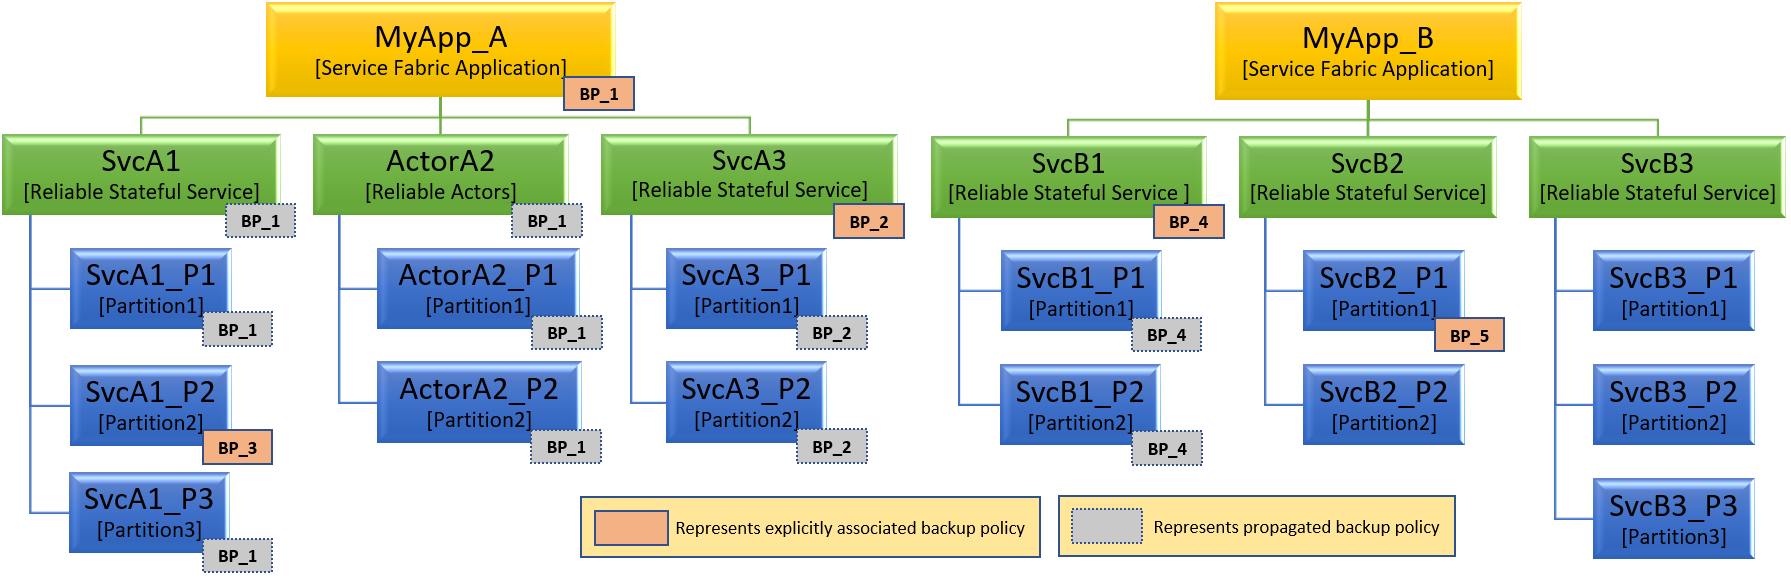 MyApp_A
[Service Fabric Application]
BP_1
SvcA1
[Reliable Stateful Service]
BP_1
SvcA1_P1
[Partition1]
BP_1
SvcA1_P2
[Partition2]
BP_3
SvcA1_P3
[Partition3]
BP_1
ActorA2
[Reliable Actors]
BP_1
ActorA2_P1
[Partition1]
BP_1
ActorA2_P2
[Partition2]
BP_1
SvcA3
[Reliable Stateful Service]
BP_2
SvcA3_P1
[Partition1]
BP_2
SvcA3_P2
[Partition2]
BP_2
MyApp_B
[Service Fabric Application]
SvcB1
[Reliable Stateful Service ]
BP_4
SvcB1_P1
[Partition1]
BP_4
SvcB1_P2
[Partition2]
BP_4
SvcB2
[Reliable Stateful Service]
SvcB2_P1
[Partition1]
BP_5
SvcB2_P2
[Partition2]
SvcB3
[Reliable Stateful Service]
SvcB3_P1
[Partition1]
SvcB3_P2
[Partition2]
SvcB3_P3
[Partition3]
Represents explicitly associated backup policy
Represents propagated backup policy